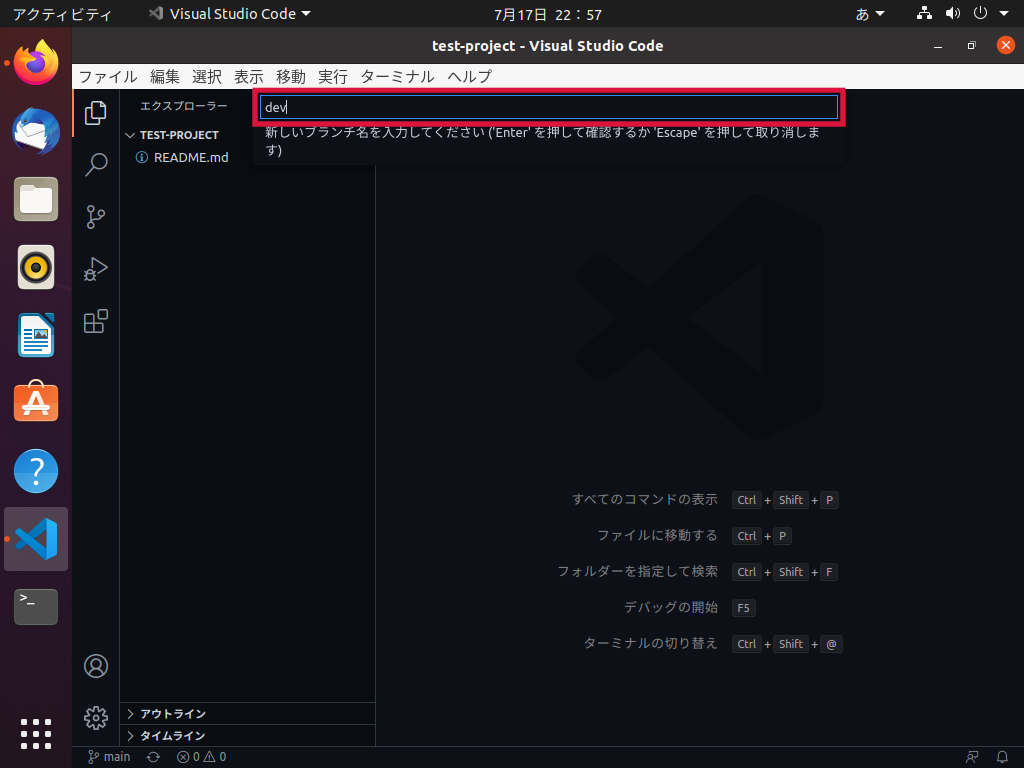 アクティビティ
Visual Studio Code
7月17日 22：57
あ
test-project - Visual Studio Code
ファイル 編集 選択 表示 移動 実行 ターミナル ヘルプ
エクスプローラー
dev
TEST-PROJECT
新しいブランチ名を入力してください ('Enter' を押して確認するか 'Escape' を押して取り消しま
す)
README.md
すべてのコマンドの表示 Ctrl + Shift + P
ファイルに移動する Ctrl + P
フォルダーを指定して検索 Ctrl + Shift + F
デバッグの開始 F5
ターミナルの切り替え Ctrl + Shift + @
アウトライン
タイムライン
main 0 0